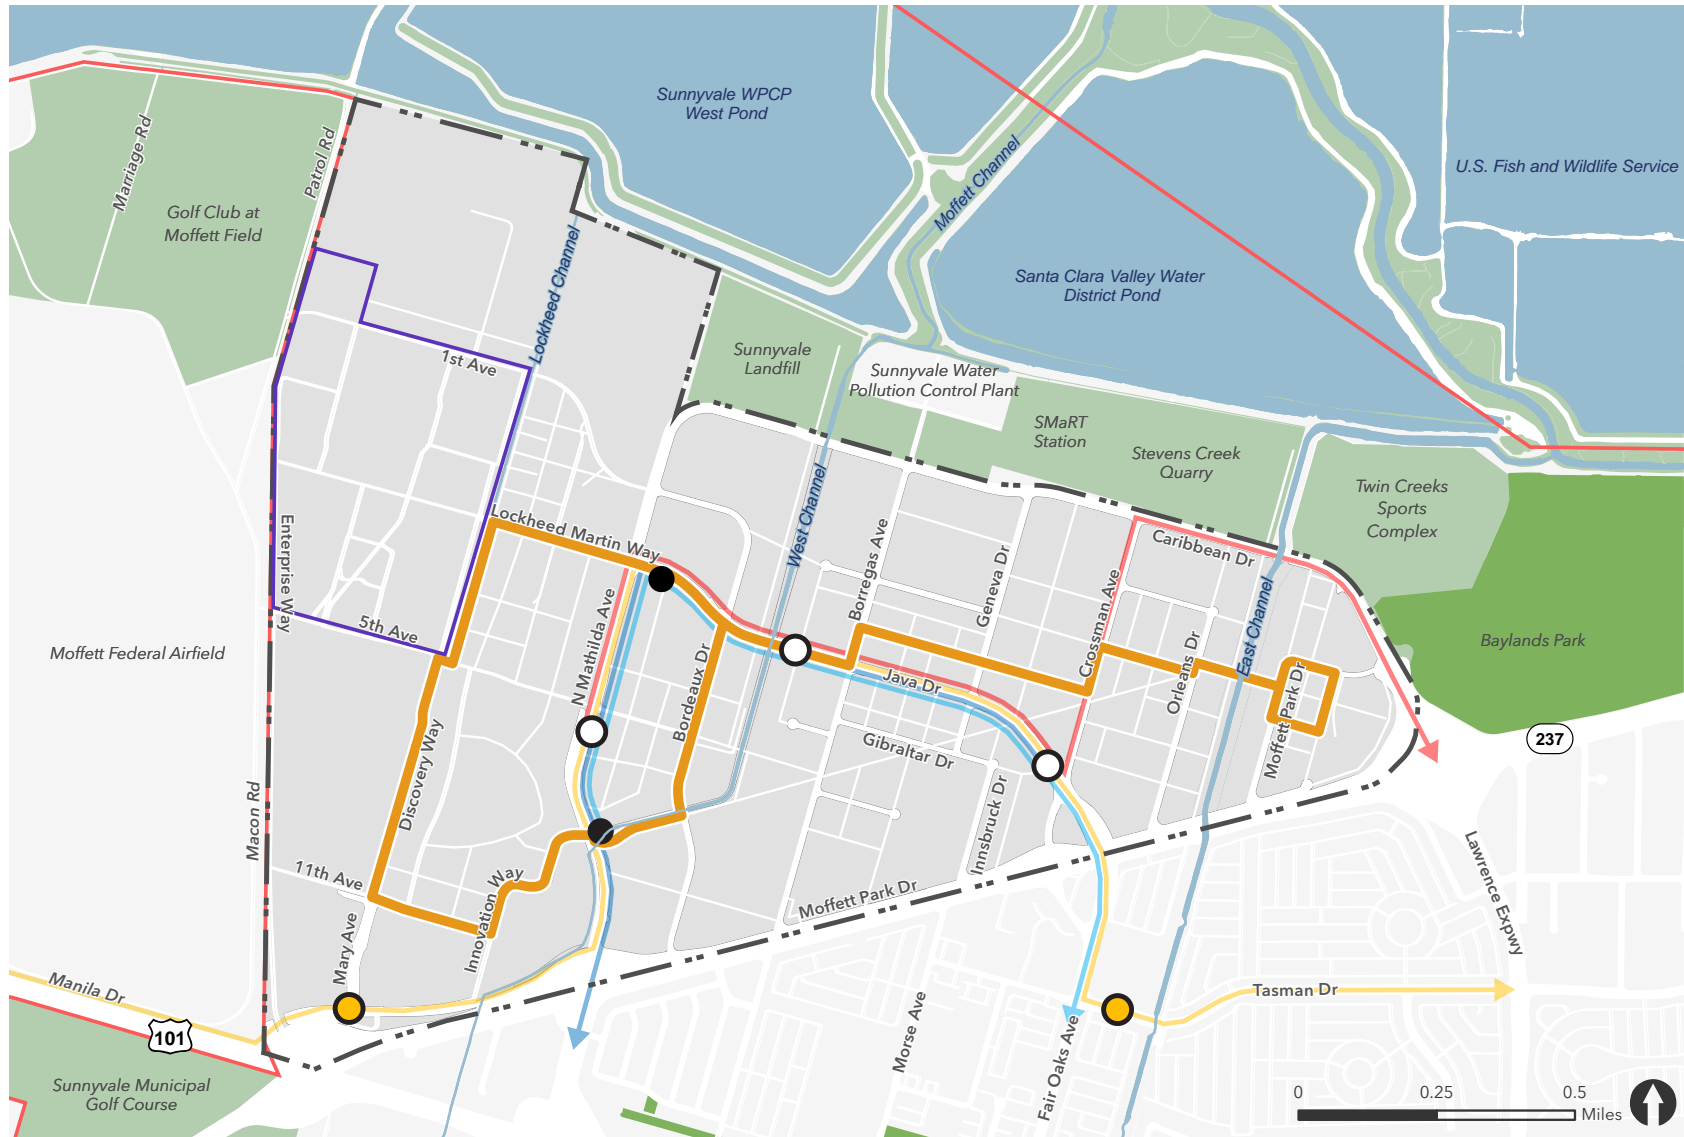 Sunnyvale WPCP
West Pond
Marriage Rd
Patrol Rd
Moffett Channel
U.S. Fish and Wildlife Service
Golf Club at
Moffett Field
Lockheed Channel
Santa Clara Valley Water
District Pond
1st Ave
Sunnyvale
Landfill
Sunnyvale Water
Pollution Control Plant
SMaRT
Station
Stevens Creek
Quarry
Twin Creeks
Sports
Complex
West Channel
Enterprise Way
Lockheed Martin Way
Borregas Ave
Geneva Dr
Caribbean Dr
Crossman Ave
East Channel
5th Ave
N Mathilda Ave
Moffett Federal Airfield
Bordeaux Dr
Java Dr
Orleans Dr
Moffett Park Dr
Baylands Park
Discovery Way
Gibraltar Dr
237
Macon Rd
Innsbruck Dr
11th Ave
Innovation Way
Moffett Park Dr
Lawrence Expwy
Mary Ave
Manila Dr
Tasman Dr
101
Morse Ave
Fair Oaks Ave
Sunnyvale Municipal
Golf Course
0 0.25 0.5
Miles